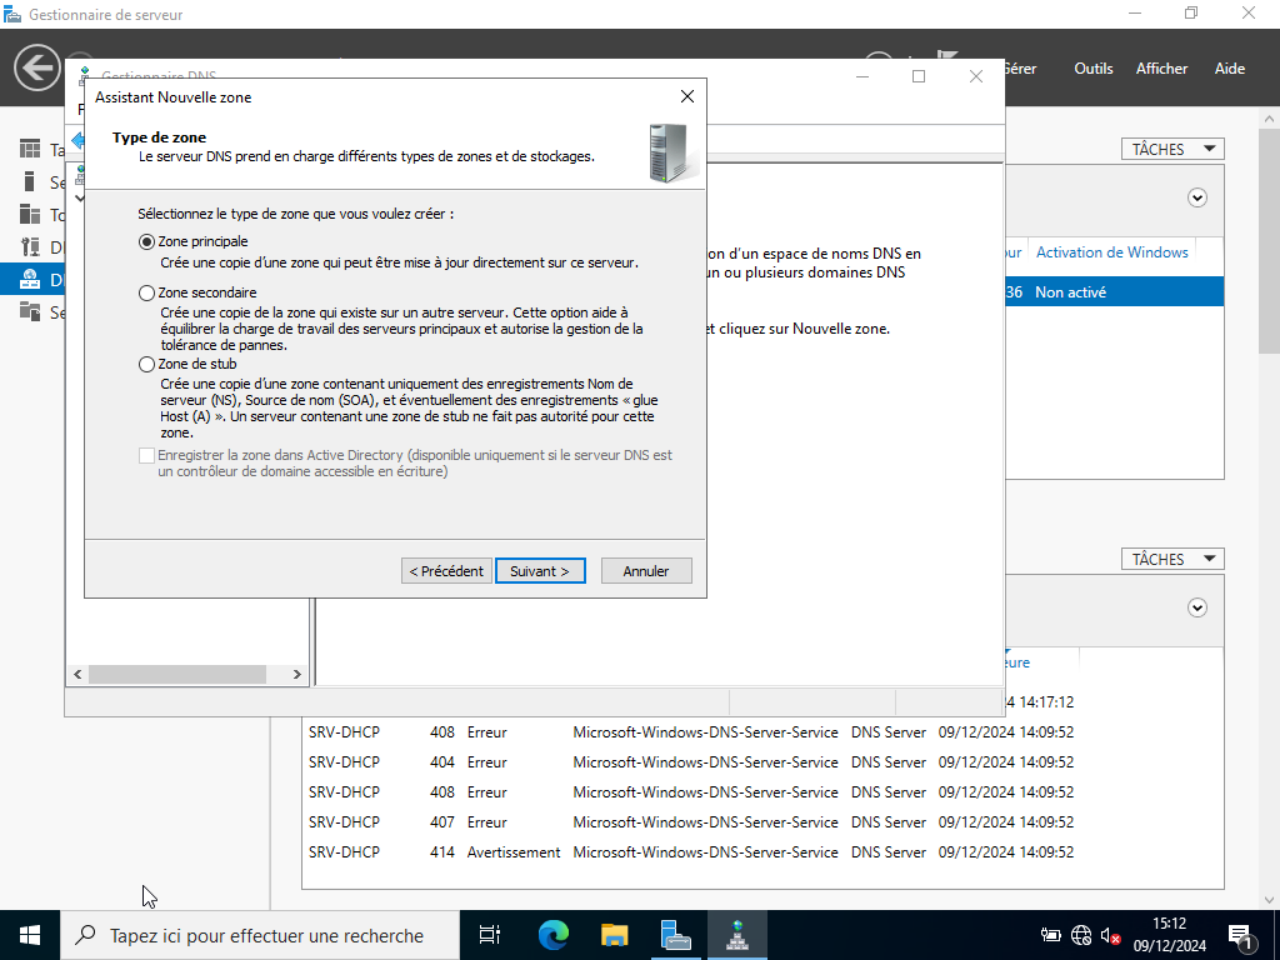 Gestionnaire de serveur
Gérer
Outils
Afficher
Aide
Gestionnaire DNS
Assistant Nouvelle zone
Type de zone
Le serveur DNS prend en charge différents types de zones et de stockages.
TÂCHES
Sélectionnez le type de zone que vous voulez créer :
Zone principale
Crée une copie d'une zone qui peut être mise à jour directement sur ce serveur.
Zone secondaire
Crée une copie de la zone qui existe sur un autre serveur. Cette option aide à
équilibrer la charge de travail des serveurs principaux et autorise la gestion de la
tolérance de pannes.
Zone de stub
Crée une copie d'une zone contenant uniquement des enregistrements Nom de
serveur (NS), Source de nom (SOA), et éventuellement des enregistrements « glue
Host (A) ». Un serveur contenant une zone de stub ne fait pas autorité pour cette
zone.
Enregistrer la zone dans Active Directory (disponible uniquement si le serveur DNS est
un contrôleur de domaine accessible en écriture)
< Précédent
Suivant >
Annuler
on d'un espace de noms DNS en
un ou plusieurs domaines DNS
et cliquez sur Nouvelle zone.
our
Activation de Windows
36 Non activé
TÂCHES
eure
4 14:17:12
SRV-DHCP 408 Erreur Microsoft-Windows-DNS-Server-Service DNS Server 09/12/2024 14:09:52
SRV-DHCP 404 Erreur Microsoft-Windows-DNS-Server-Service DNS Server 09/12/2024 14:09:52
SRV-DHCP 408 Erreur Microsoft-Windows-DNS-Server-Service DNS Server 09/12/2024 14:09:52
SRV-DHCP 407 Erreur Microsoft-Windows-DNS-Server-Service DNS Server 09/12/2024 14:09:52
SRV-DHCP 414 Avertissement Microsoft-Windows-DNS-Server-Service DNS Server 09/12/2024 14:09:52
Tapez ici pour effectuer une recherche
15:12
09/12/2024
1